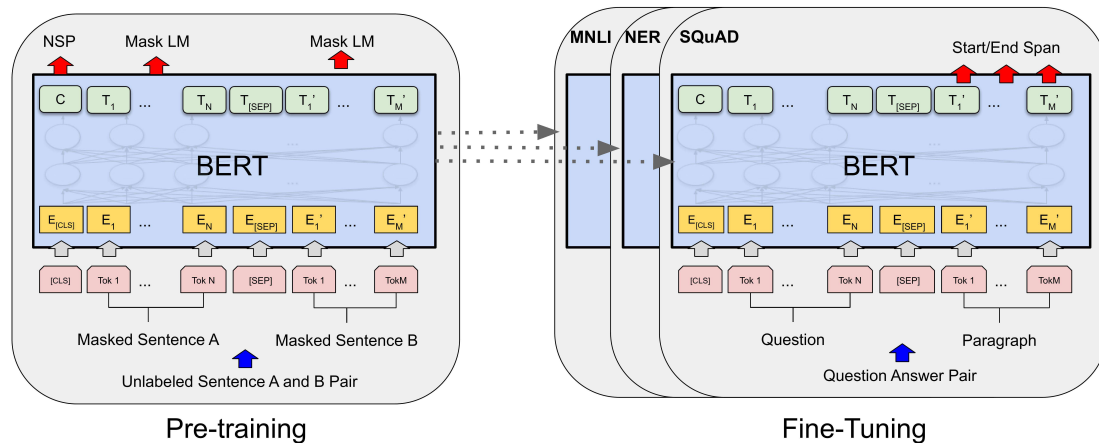 NSP Mask LM Mask LM
C T1 ... TN T[SEP] T1' ... TM'
...
BERT
...
E[CLS] E1 ... EN E[SEP] E1' ... EM'
[CLS] Tok 1 ... Tok N [SEP] Tok 1 ... TokM
Masked Sentence A Masked Sentence B
Unlabeled Sentence A and B Pair
Pre-training
MNLI NER SQuAD
Start/End Span
C T1 ... TN T[SEP] T1' ... TM'
...
BERT
...
E[CLS] E1 ... EN E[SEP] E1' ... EM'
[CLS] Tok 1 ... Tok N [SEP] Tok 1 ... TokM
Question Paragraph
Question Answer Pair
Fine-Tuning